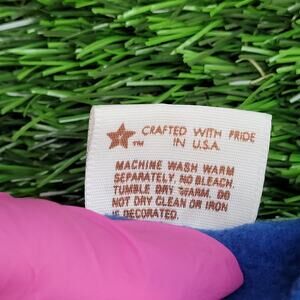 ™ CRAFTED WITH PRIDE
IN U.S.A.
MACHINE WASH WARM
SEPARATELY, NO BLEACH,
TUMBLE DRY WARM. DO
NOT DRY CLEAN OR IRON
IF DECORATED.